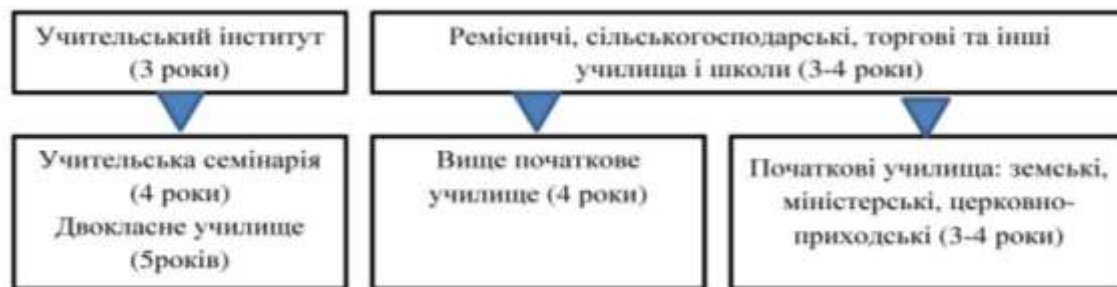 Учительський інститут
(3 роки)
Ремісничі, сільськогосподарські, торгові та інші
училища і школи (3-4 роки)
Учительська семінарія
(4 роки)
Двокласне училище
(5років)
Вище початкове
училище (4 роки)
Початкові училища: земські,
міністерські, церковно-
приходські (3-4 роки)